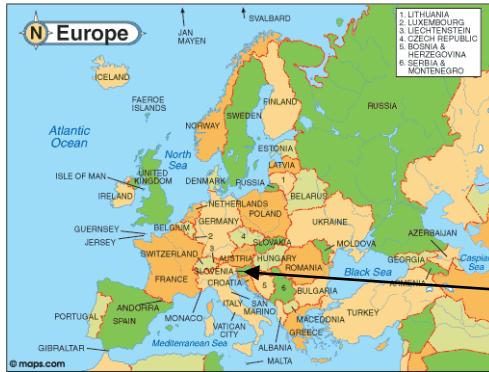 N Europe
JAN
MAYEN
SVALBARD
1. LITHUANIA
2. LUXEMBOURG
3. LIECHTENSTEIN
4. CZECH REPUBLIC
5. BOSNIA &
HERZEGOVINA
6. SERBIA &
MONTENEGRO
ICELAND
FAEROE
ISLANDS
FINLAND
RUSSIA
SWEDEN
NORWAY
Atlantic
Ocean
ESTONIA
North
Sea
LATVIA
ISLE OF MAN
UNITED
KINGDOM
DENMARK
1
RUSSIA
IRELAND
BELARUS
NETHERLANDS
POLAND
GERMANY
GUERNSEY
JERSEY
BELGIUM
2
4
UKRAINE
SLOVAKIA
MOLDOVA
AZERBAIJAN
SWITZERLAND
3
AUSTRIA
HUNGARY
GEORGIA
Caspian
Sea
SLOVENIA
ROMANIA
Black Sea
FRANCE
CROATIA
5
6
BULGARIA
ARMENIA
ANDORRA
ITALY
SAN
MARINO
PORTUGAL
SPAIN
MONACO
VATICAN
CITY
MACEDONIA
TURKEY
Mediterranean Sea
ALBANIA
GREECE
GIBRALTAR
MALTA
© maps.com